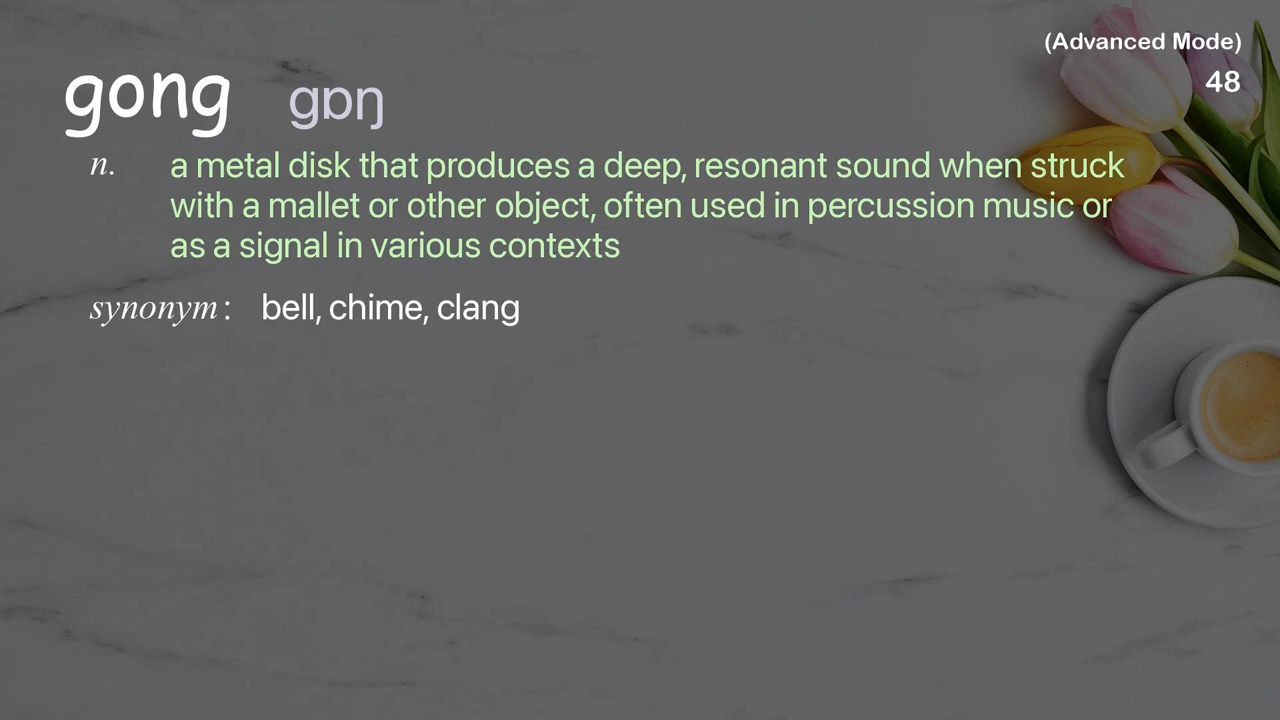 (Advanced Mode)
48
gong gɒŋ
n. a metal disk that produces a deep, resonant sound when struck
with a mallet or other object, often used in percussion music or
as a signal in various contexts
synonym: bell, chime, clang